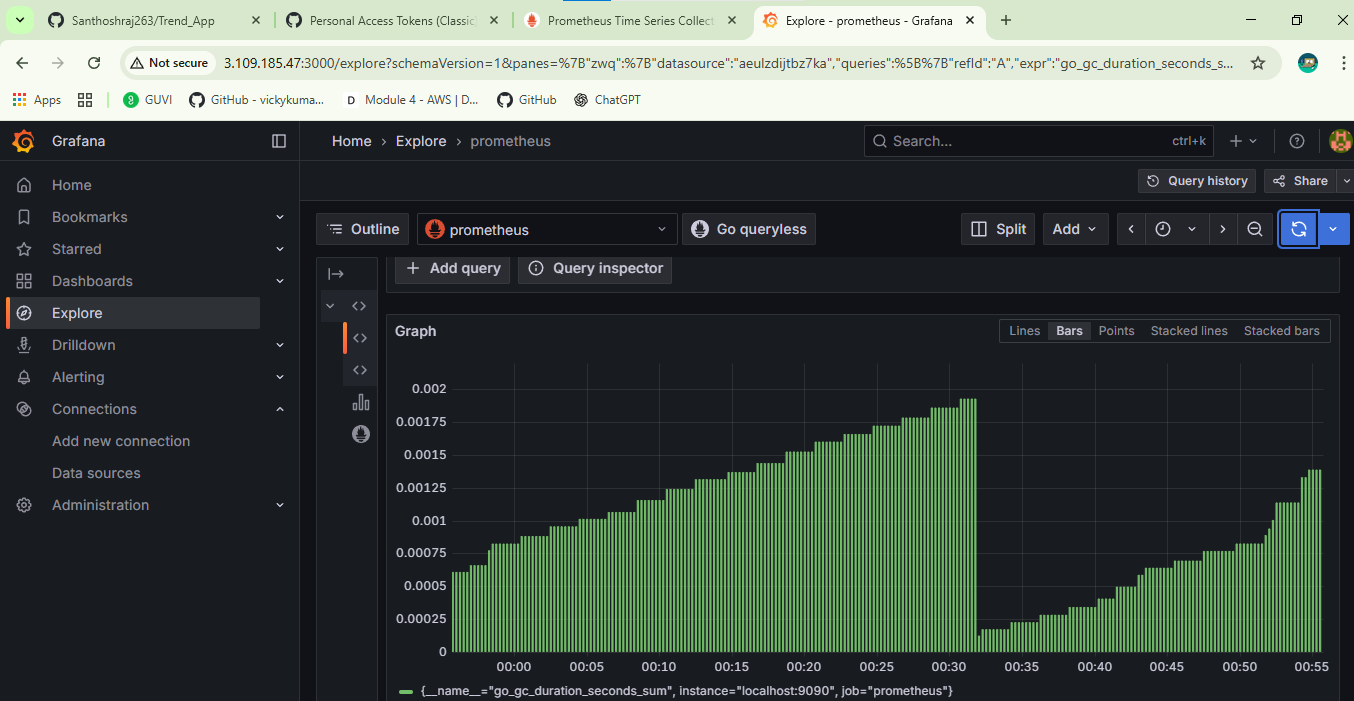 Santhoshraj263/Trend_App
Personal Access Tokens (Classic
Prometheus Time Series Collect
Explore - prometheus - Grafana
Not secure
3.109.185.47:3000/explore?schemaVersion=1&panes=%7B"zwq":%7B"datasource":"aeulzdijtbz7ka","queries":%5B%7B"refId":"A","expr":"go_gc_duration_seconds_s...
Apps
GUVI
GitHub - vickykuma...
D Module 4 - AWS | D...
GitHub
ChatGPT
Grafana
Home › Explore › prometheus
Search...
ctrl+k
Home
Bookmarks
Starred
Dashboards
Explore
Drilldown
Alerting
Connections
Add new connection
Data sources
Administration
Query history
Share
Outline
prometheus
Go queryless
Split
Add
+ Add query
Query inspector
Graph
Lines
Bars
Points
Stacked lines
Stacked bars
0.002
0.00175
0.0015
0.00125
0.001
0.00075
0.0005
0.00025
0
00:00 00:05 00:10 00:15 00:20 00:25 00:30 00:35 00:40 00:45 00:50 00:55
{__name__="go_gc_duration_seconds_sum", instance="localhost:9090", job="prometheus"}